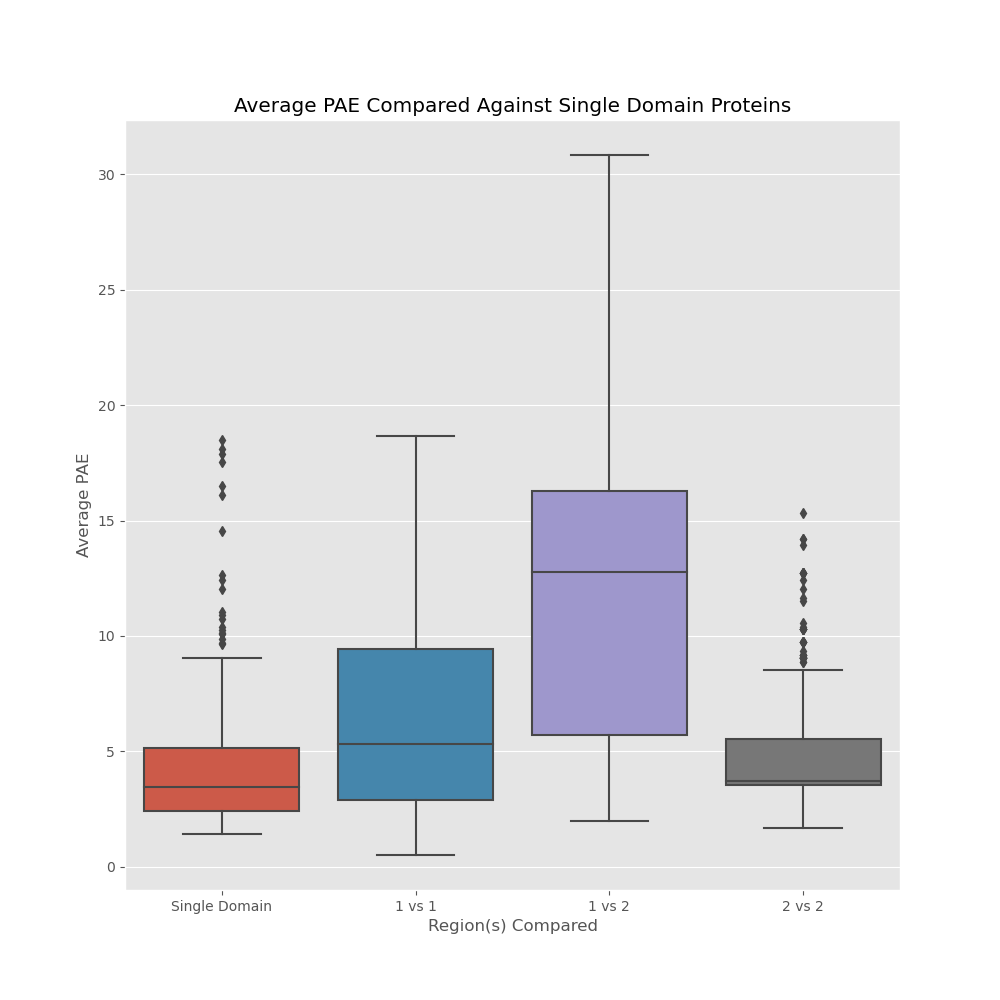 Average PAE Compared Against Single Domain Proteins
30
25
20
15
10
5
0
Average PAE
Single Domain
1 vs 1
1 vs 2
2 vs 2
Region(s) Compared